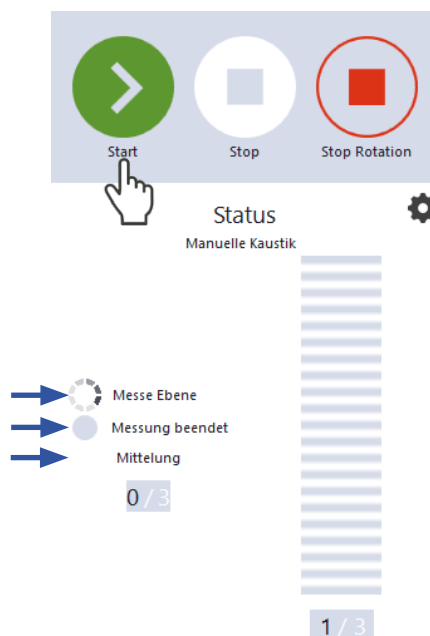 Start Stop Stop Rotation
Status
Manuelle Kaustik
Messe Ebene
Messung beendet
Mittelung
0 / 3
1 / 3